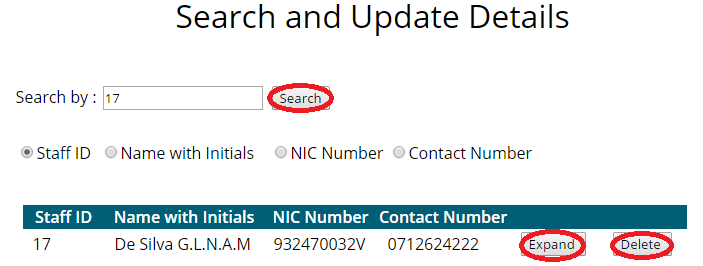 Search and Update Details
Search by : 17 Search
Staff ID Name with Initials NIC Number Contact Number
Staff ID Name with Initials NIC Number Contact Number
17 De Silva G.L.N.A.M 932470032V 0712624222 Expand Delete